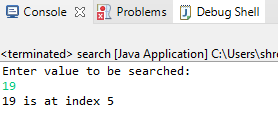 Console Problems Debug Shell
<terminated> search [Java Application] C:\Users\shre
Enter value to be searched:
19
19 is at index 5